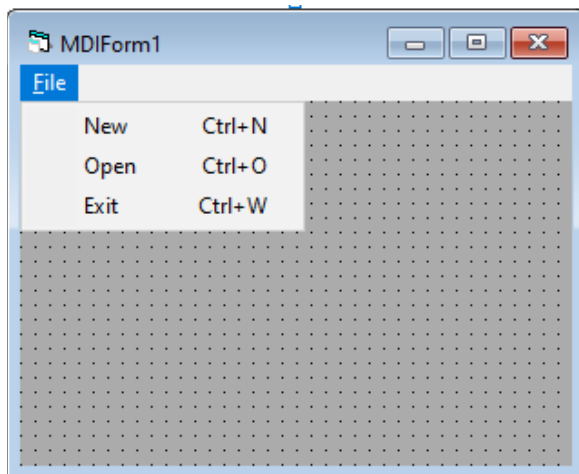 MDIForm1
File
New Ctrl+N
Open Ctrl+O
Exit Ctrl+W